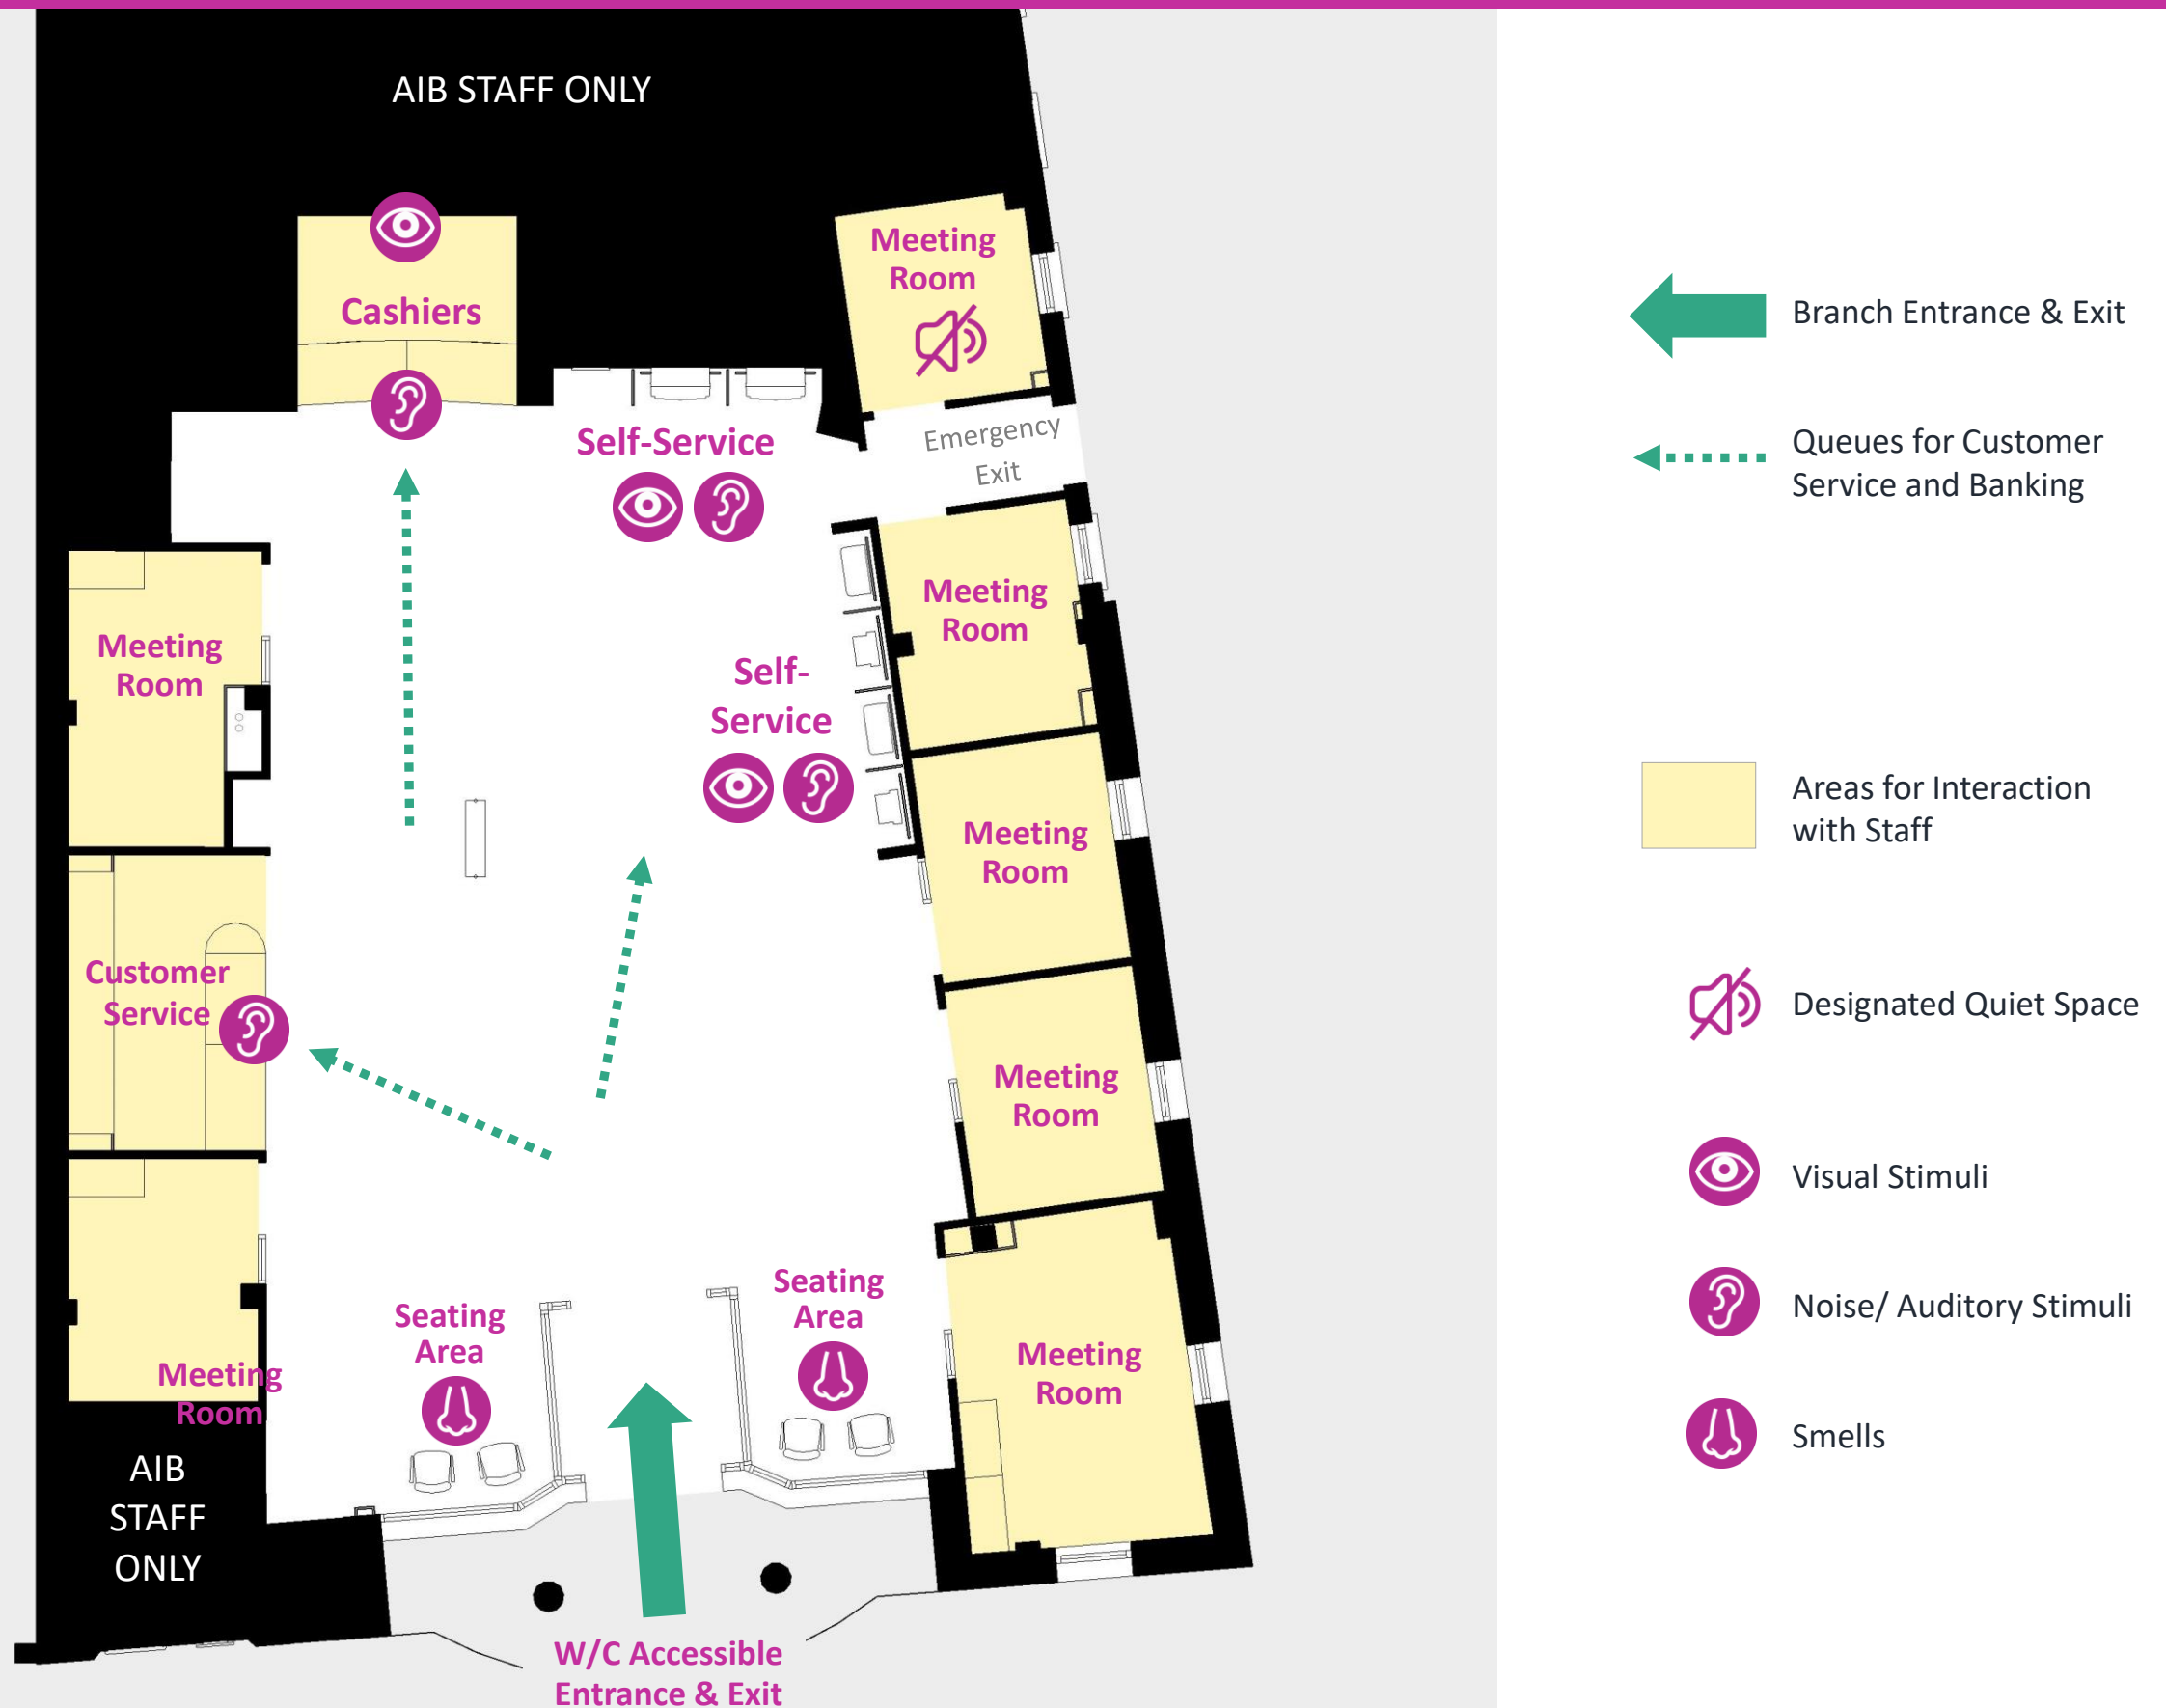 AIB STAFF ONLY
Cashiers
Meeting
Room
Self-Service
Emergency
Exit
Meeting
Room
Meeting
Room
Self-
Service
Meeting
Room
Customer
Service
Meeting
Room
Meeting
Room
Seating
Area
Seating
Area
Meeting
Room
AIB
STAFF
ONLY
W/C Accessible
Entrance & Exit
Branch Entrance & Exit
Queues for Customer
Service and Banking
Areas for Interaction
with Staff
Designated Quiet Space
Visual Stimuli
Noise/ Auditory Stimuli
Smells